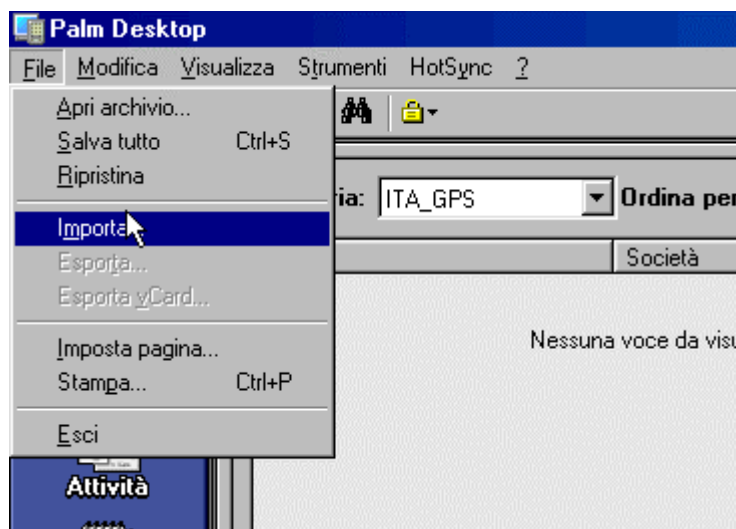 Palm Desktop
File Modifica Visualizza Strumenti HotSync ?
Apri archivio...
Salva tutto Ctrl+S
Ripristina
ria: ITA_GPS Ordina per
Importa
Esporta... Società
Esporta vCard...
Nessuna voce da visu
Imposta pagina...
Stampa... Ctrl+P
Esci
Attività